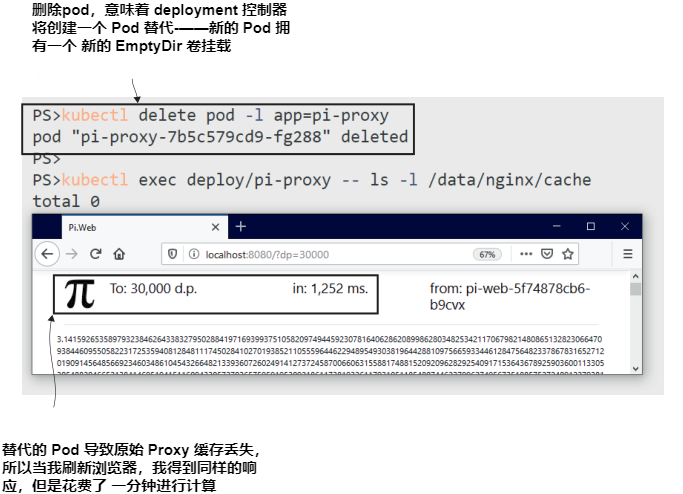 删除pod，意味着 deployment 控制器
将创建一个 Pod 替代-——新的 Pod 拥
有一个 新的 EmptyDir 卷挂载
PS>kubectl delete pod -l app=pi-proxy
pod "pi-proxy-7b5c579cd9-fg288" deleted
PS>
PS>kubectl exec deploy/pi-proxy -- ls -l /data/nginx/cache
total 0
Pi.Web
localhost:8080/?dp=30000
67%
π To: 30,000 d.p. in: 1,252 ms. from: pi-web-5f74878cb6-
b9cvx
替代的 Pod 导致原始 Proxy 缓存丢失，
所以当我刷新浏览器，我得到同样的响
应，但是花费了 一分钟进行计算